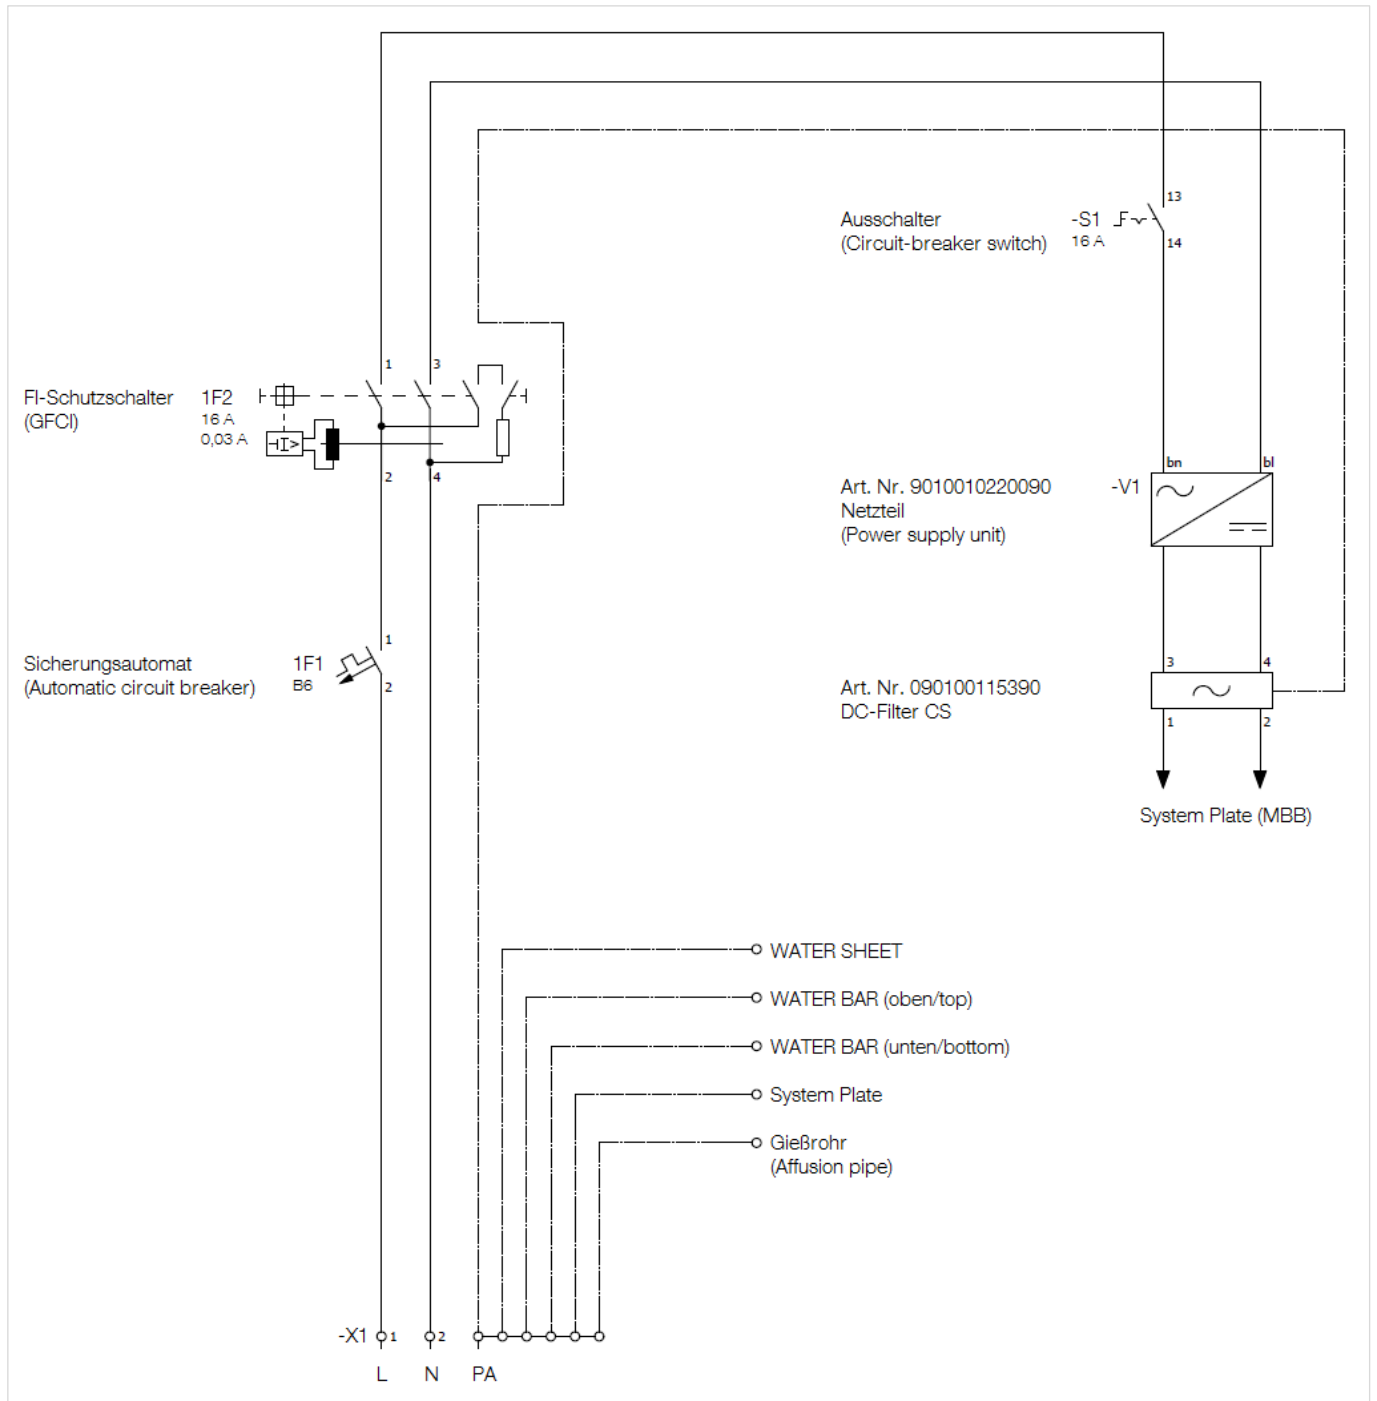 13
Ausschalter
(Circuit-breaker switch)
-S1
16 A
14
1
3
FI-Schutzschalter
(GFCI)
1F2
16 A
0,03 A
I>
2
4
bn
bl
Art. Nr. 9010010220090
Netzteil
(Power supply unit)
-V1
1
Sicherungsautomat
(Automatic circuit breaker)
1F1
B6
2
3
4
Art. Nr. 090100115390
DC-Filter CS
1
2
System Plate (MBB)
WATER SHEET
WATER BAR (oben/top)
WATER BAR (unten/bottom)
System Plate
Gießrohr
(Affusion pipe)
-X1
1
2
L
N
PA